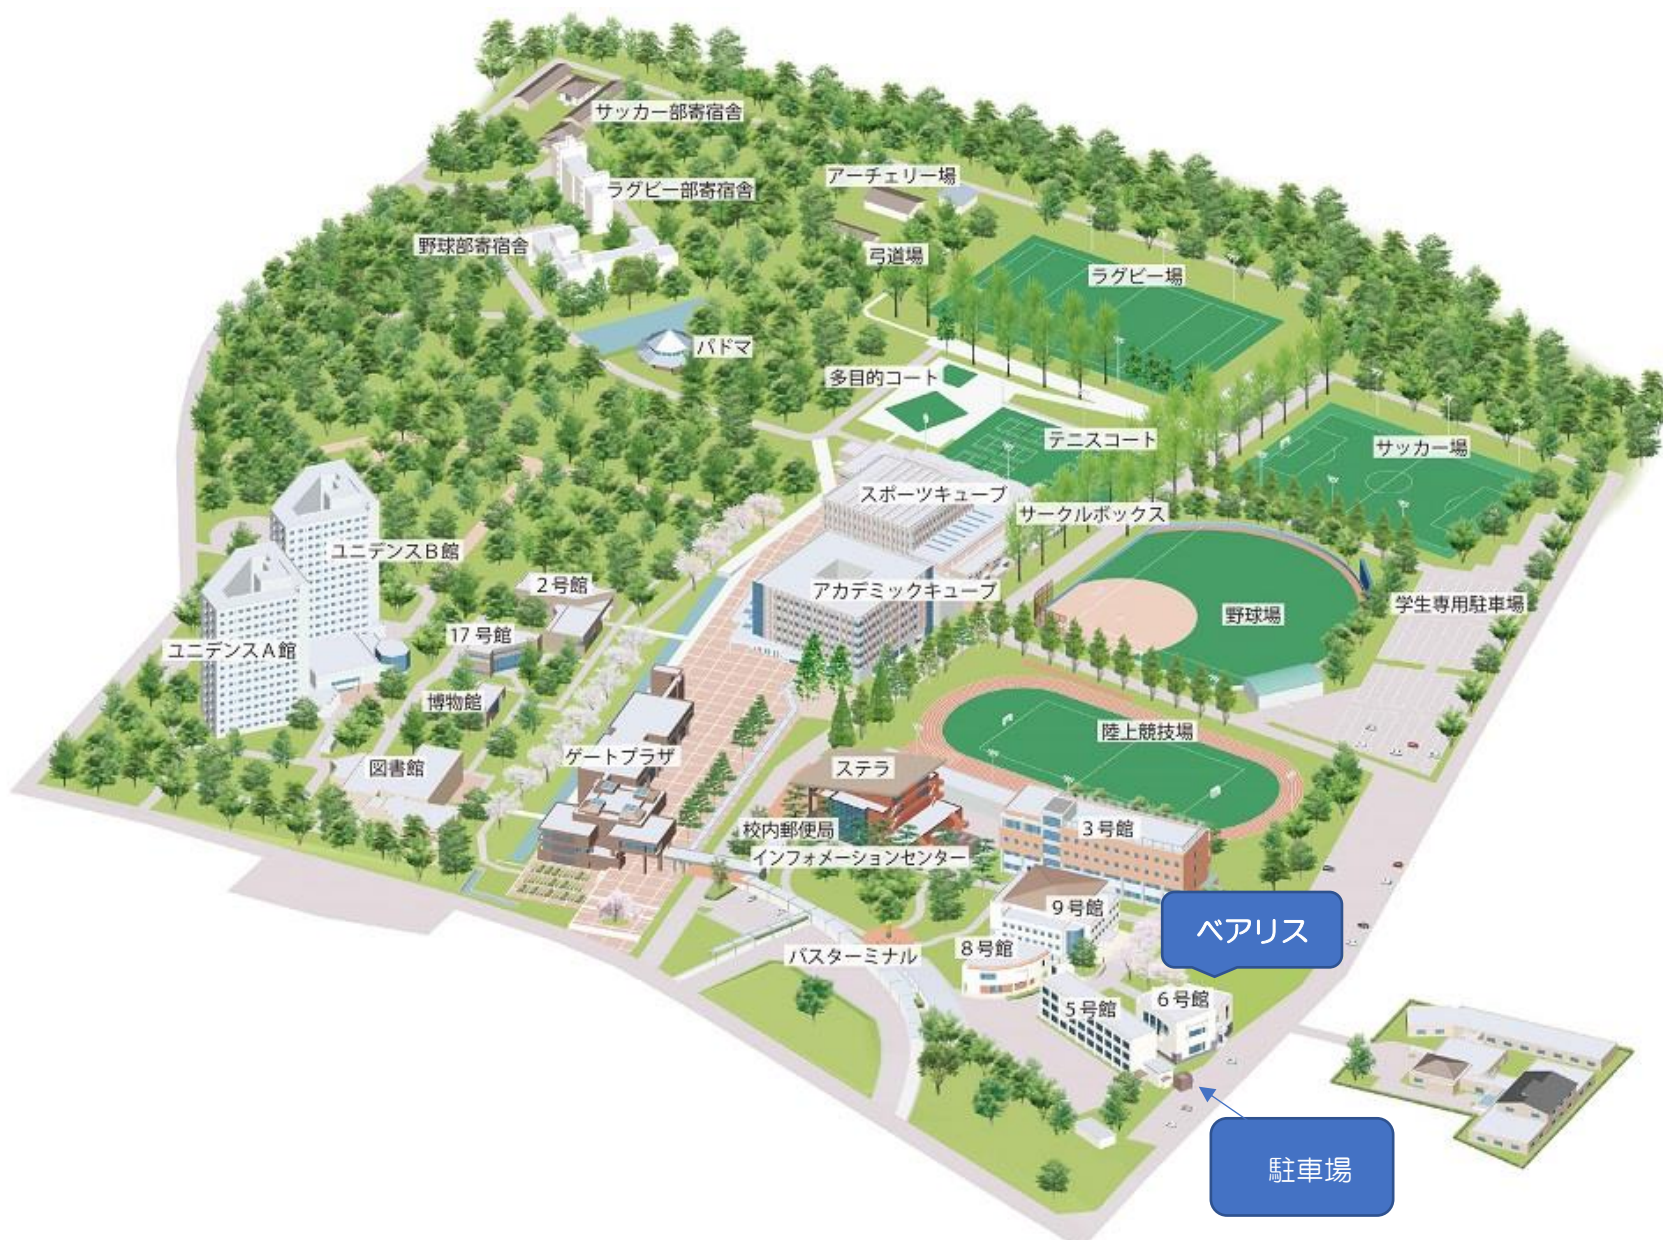 サッカー部寄宿舎
アーチェリー場
ラグビー部寄宿舎
野球部寄宿舎
弓道場
ラグビー場
パドマ
多目的コート
テニスコート
サッカー場
スポーツキューブ
サークルボックス
ユニデンスB館
2号館
アカデミックキューブ
野球場
学生専用駐車場
17号館
ユニデンスA館
博物館
陸上競技場
ゲートプラザ
図書館
ステラ
校内郵便局
3号館
インフォメーションセンター
9号館
ベアリス
8号館
バスターミナル
6号館
5号館
駐車場